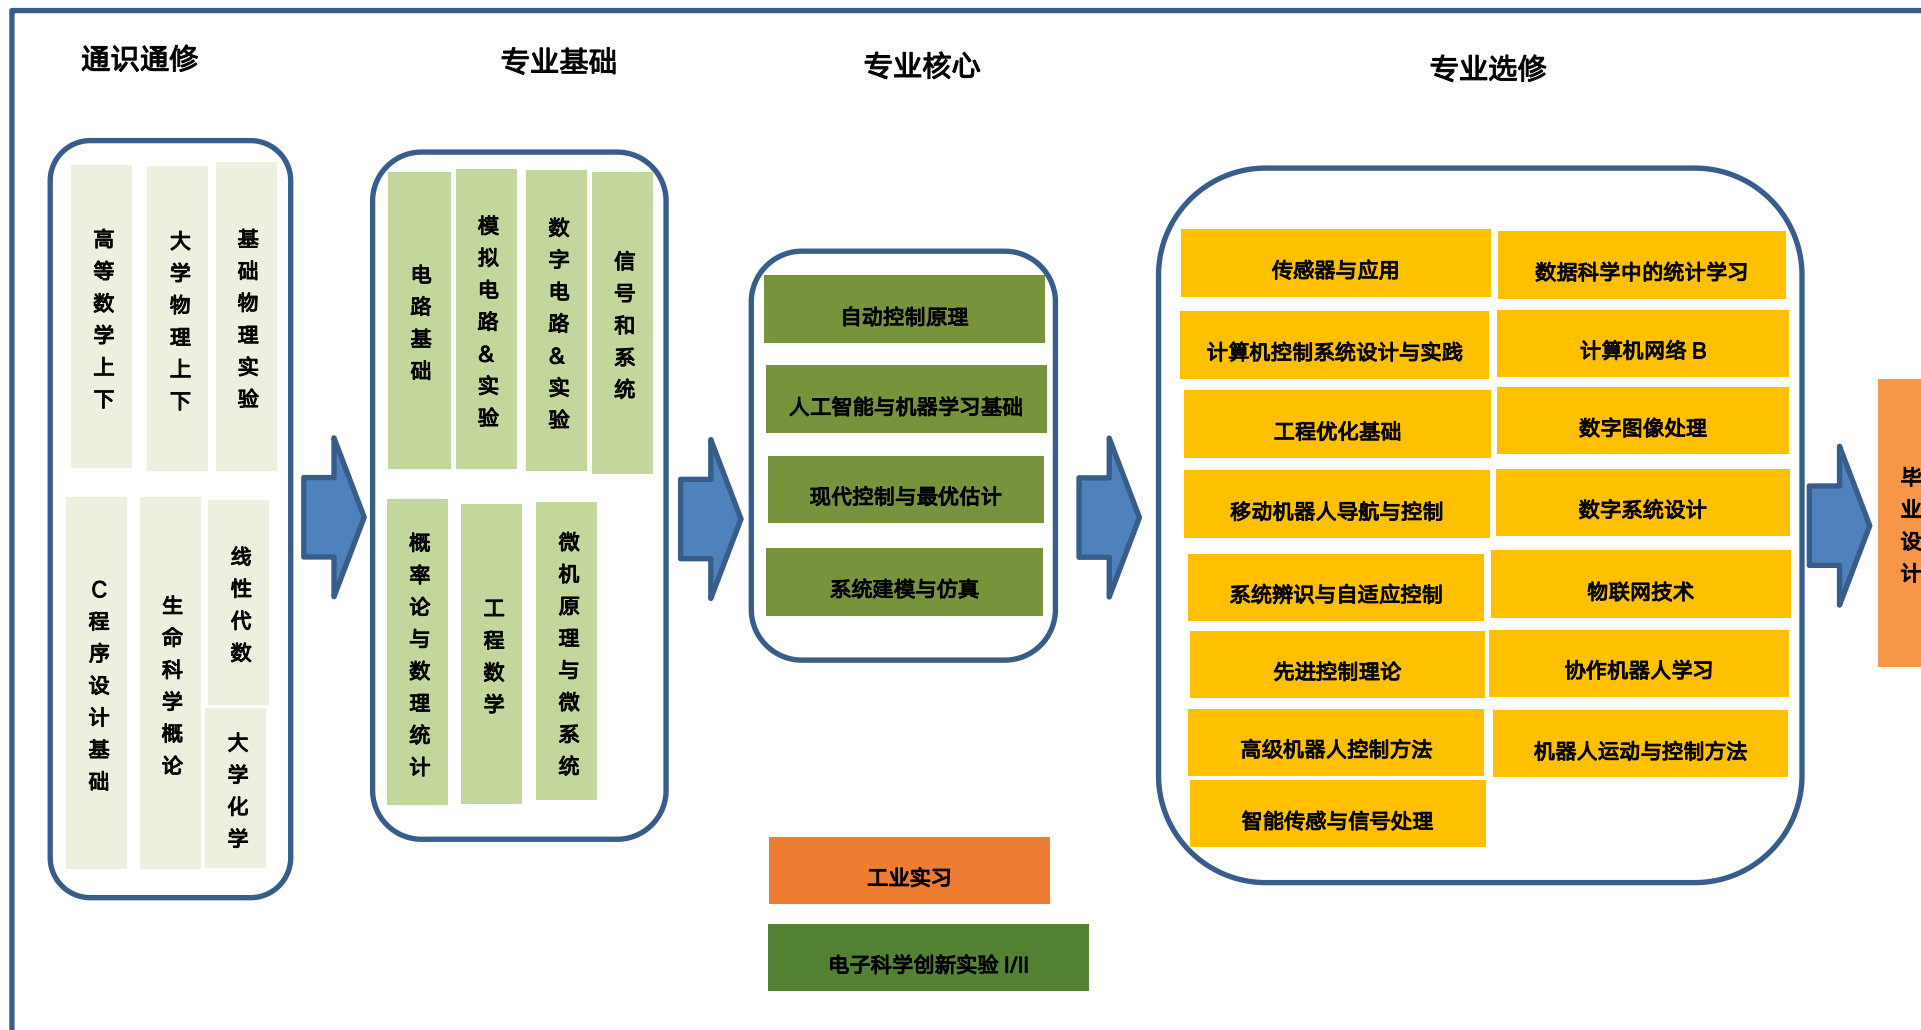 通识通修
专业基础
专业核心
专业选修
高等数学上下
大学物理上下
基础物理实验
C程序设计基础
生命科学概论
线性代数
大学化学
电路基础
模拟电路&实验
数字电路&实验
信号和系统
概率论与数理统计
工程数学
微机原理与微系统
自动控制原理
人工智能与机器学习基础
现代控制与最优估计
系统建模与仿真
工业实习
电子科学创新实验 I/II
传感器与应用
数据科学中的统计学习
计算机控制系统设计与实践
计算机网络 B
工程优化基础
数字图像处理
移动机器人导航与控制
数字系统设计
系统辨识与自适应控制
物联网技术
先进控制理论
协作机器人学习
高级机器人控制方法
机器人运动与控制方法
智能传感与信号处理
毕业设计